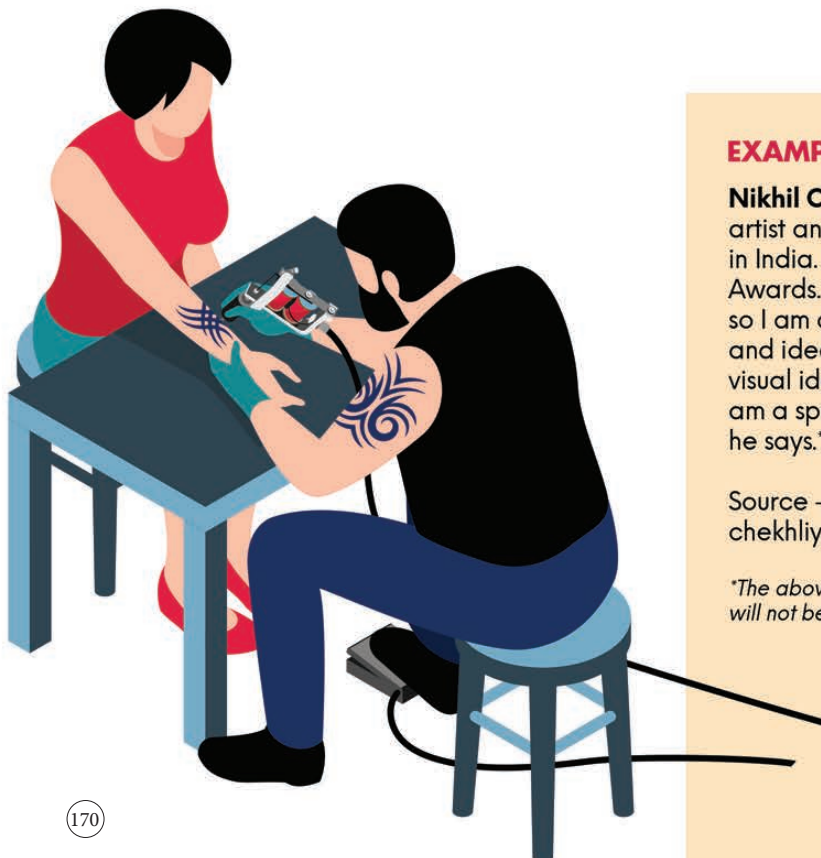 EXAMP
Nikhil C
artist an
in India.
Awards.
so I am
and idea
visual id
am a sp
he says.*
Source -
chekhliy
*The abov
will not be
170